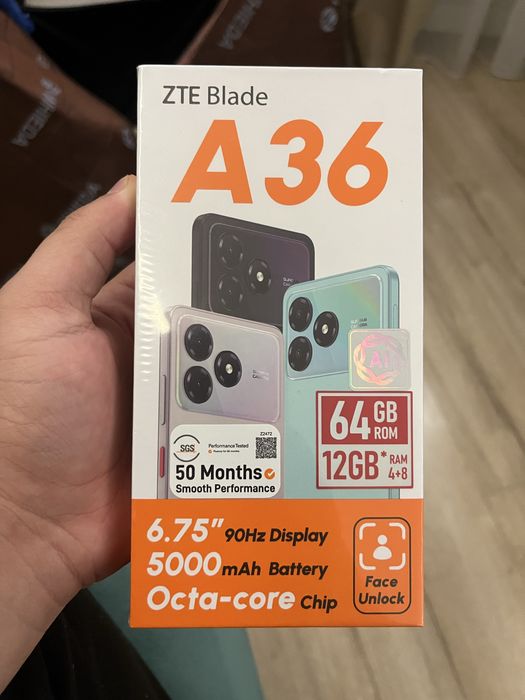 ZTE Blade
A36
64 GB ROM
12GB* RAM 4+8
SGS
Performance Tested
Z2472
50 Months
Smooth Performance
6.75” 90Hz Display
5000mAh Battery
Octa-core Chip
Face
Unlock